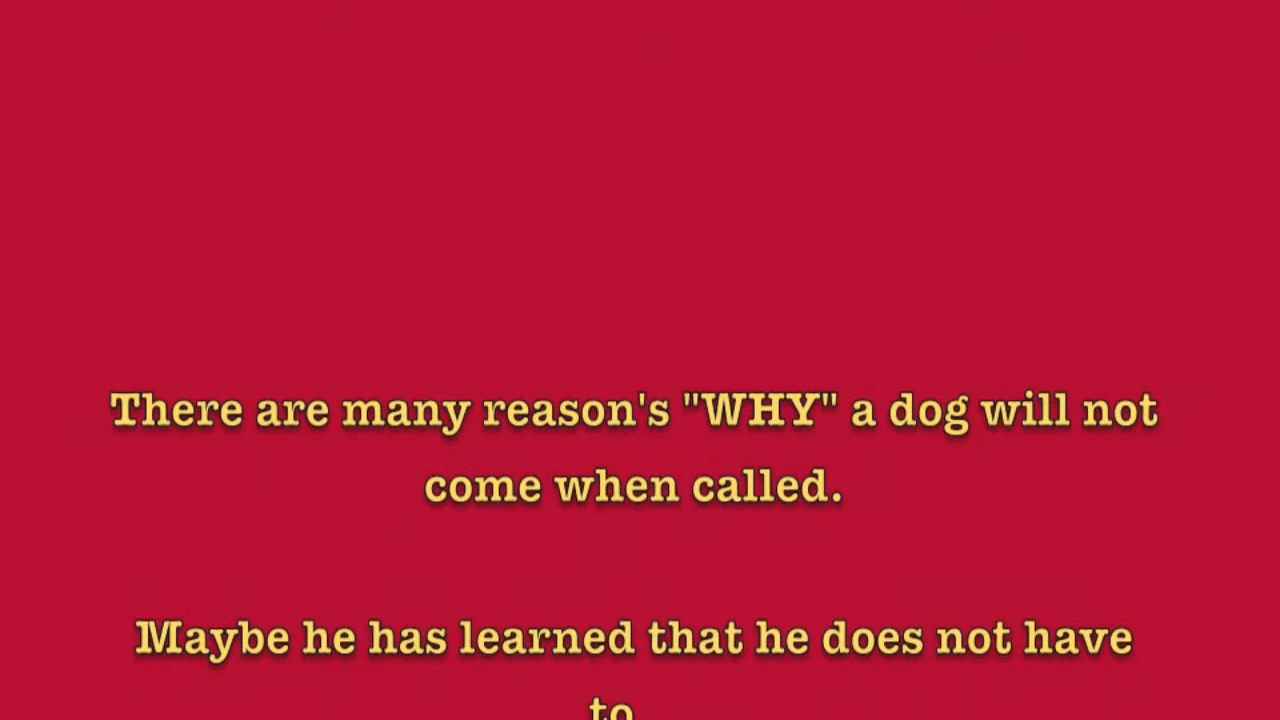 There are many reason's "WHY" a dog will not
come when called.
Maybe he has learned that he does not have
to